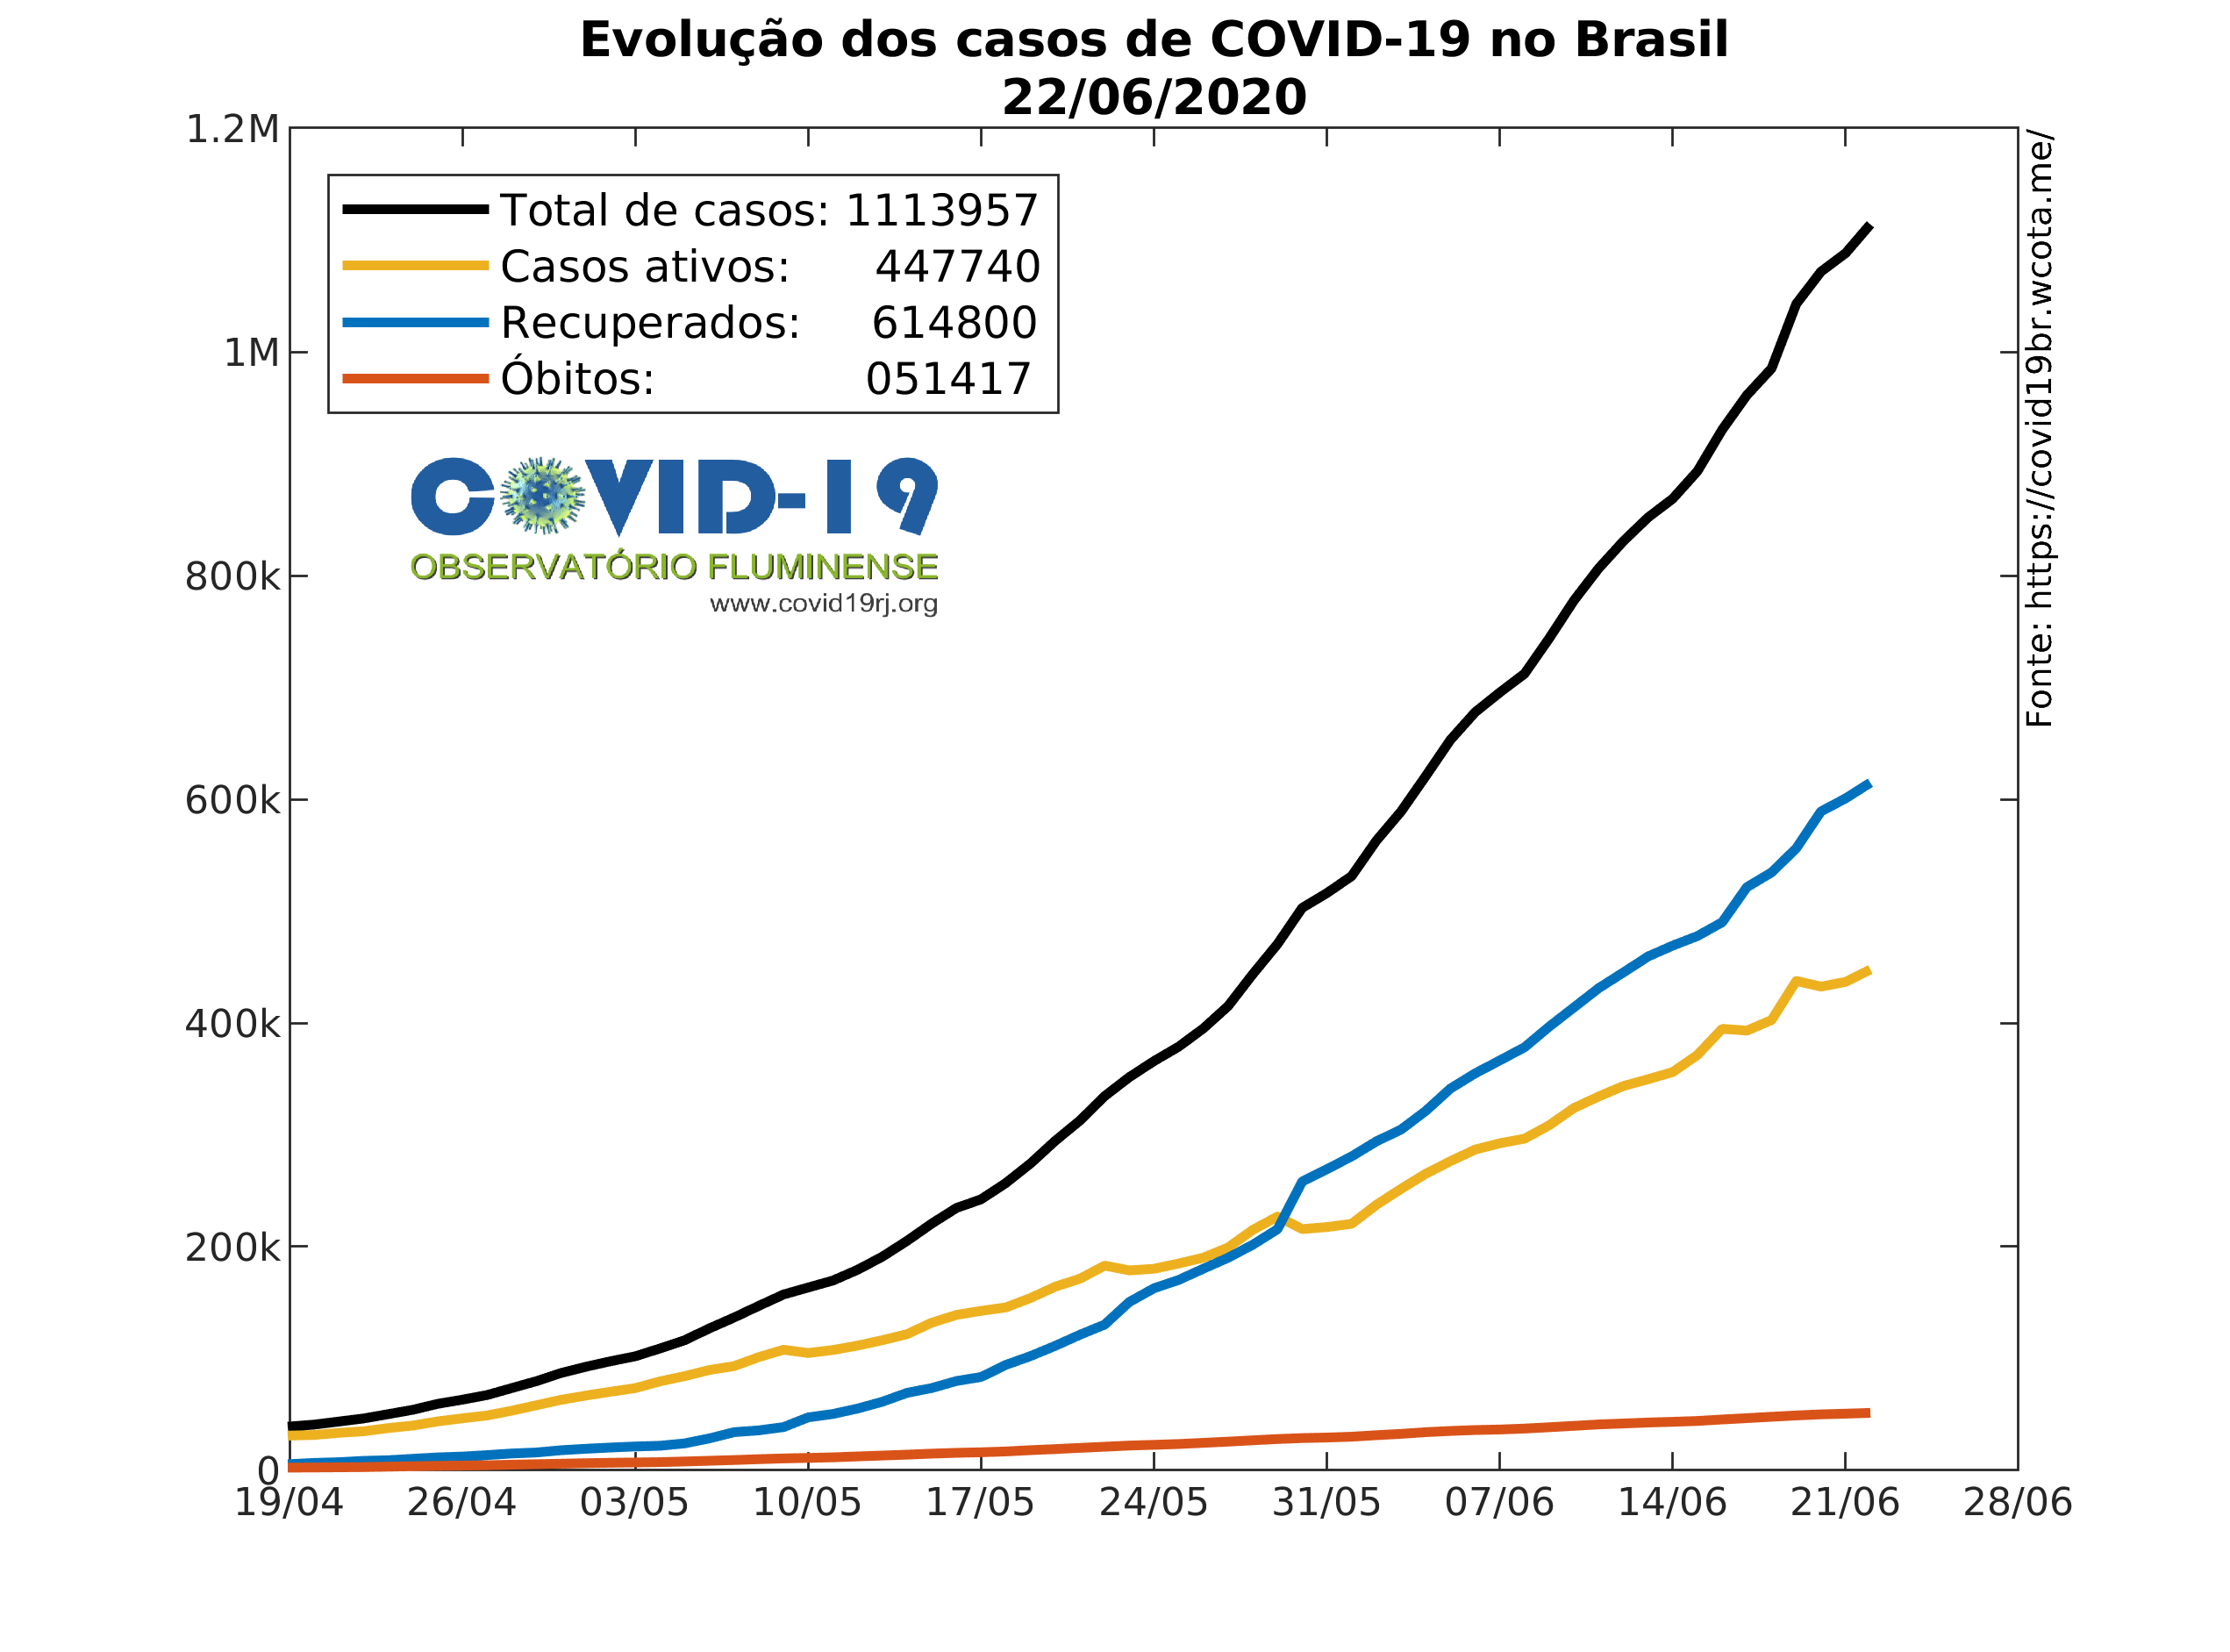 Evolução dos casos de COVID-19 no Brasil
22/06/2020
1.2M
1M
800k
600k
400k
200k
0
Total de casos: 1113957
Casos ativos: 447740
Recuperados: 614800
Óbitos: 051417
COVID-19
OBSERVATÓRIO FLUMINENSE
www.covid19rj.org
Fonte: https://covid19br.wcota.me/
19/04 26/04 03/05 10/05 17/05 24/05 31/05 07/06 14/06 21/06 28/06